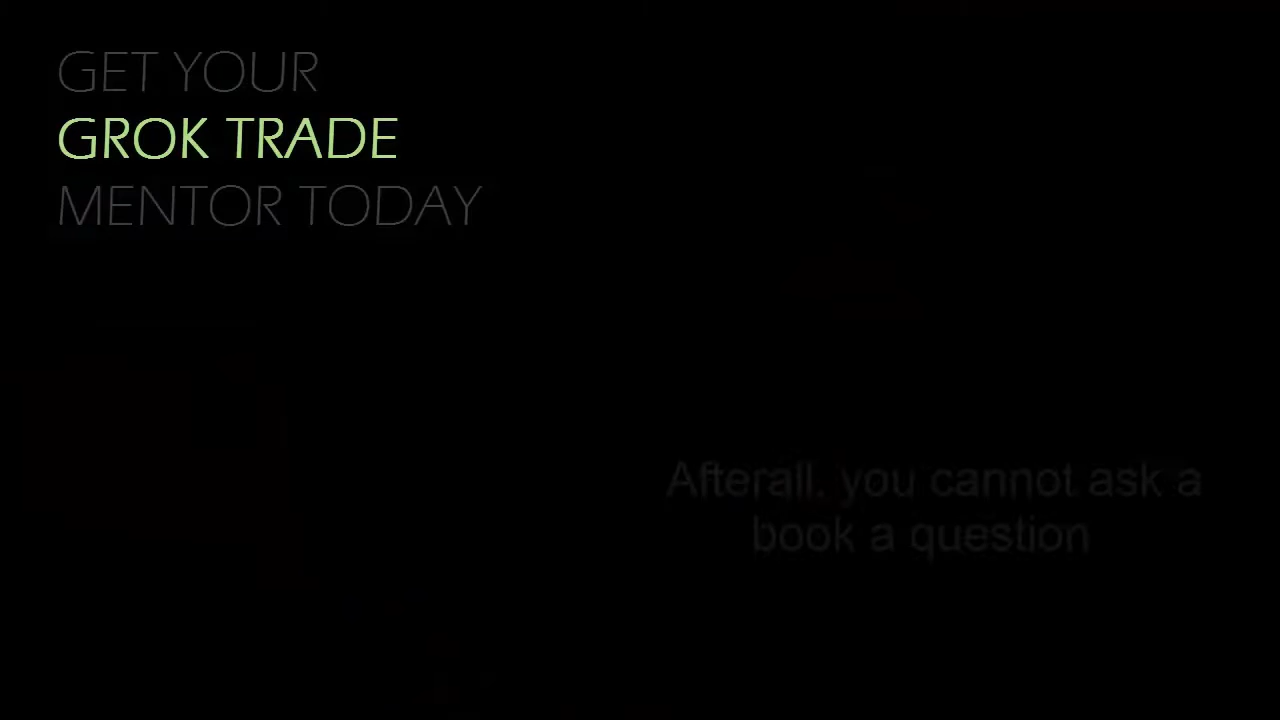 GET YOUR
GROK TRADE
MENTOR TODAY
Afterall, you cannot ask a
book a question